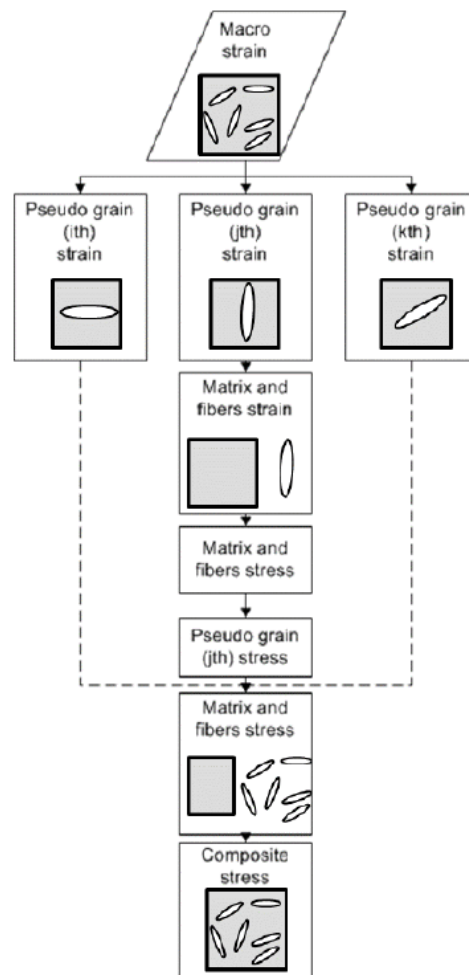 Macro
strain
Pseudo grain
(ith)
strain
Pseudo grain
(jth)
strain
Pseudo grain
(kth)
strain
Matrix and
fibers strain
Matrix and
fibers stress
Pseudo grain
(jth) stress
Matrix and
fibers stress
Composite
stress